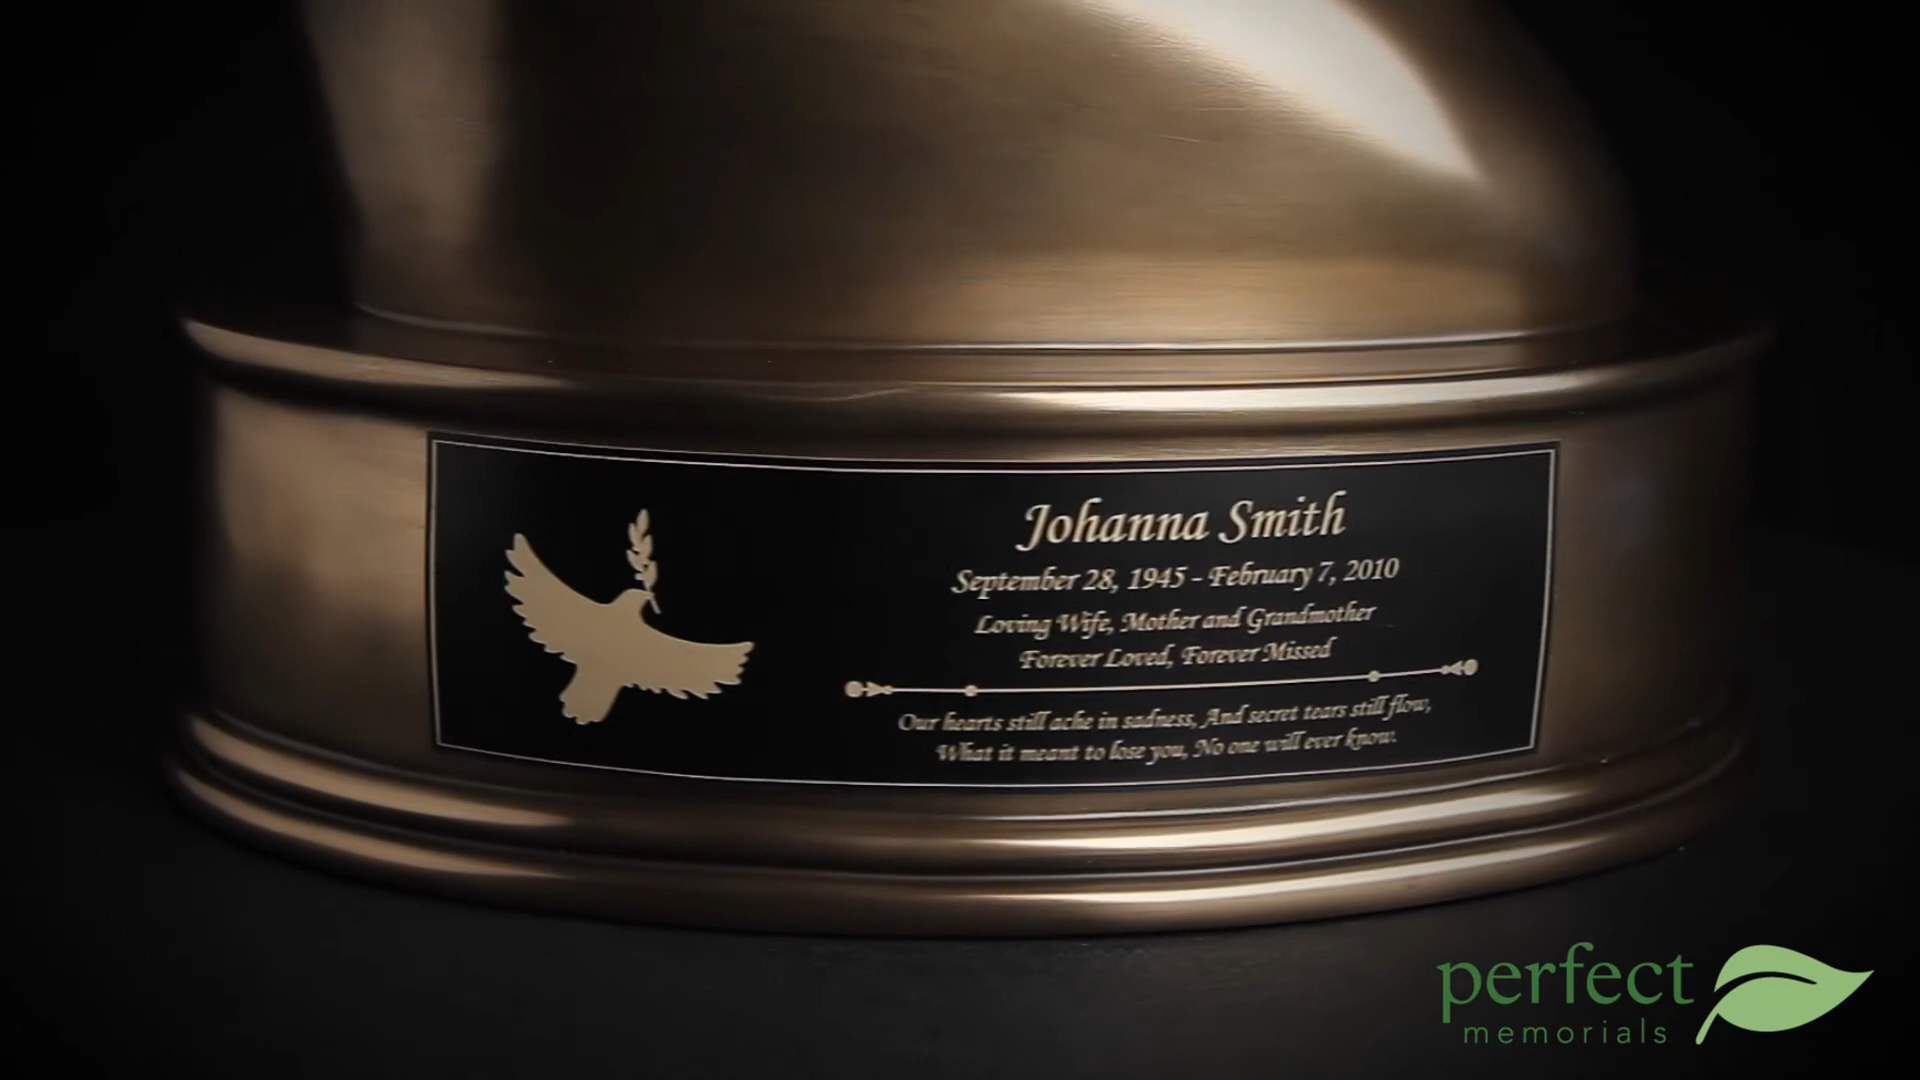 Johanna Smith
September 28, 1945 - February 7, 2010
Loving Wife, Mother and Grandmother
Forever Loved, Forever Missed
Our hearts still ache in sadness, And secret tears still flow,
What it meant to lose you, No one will ever know.
perfect
memorials